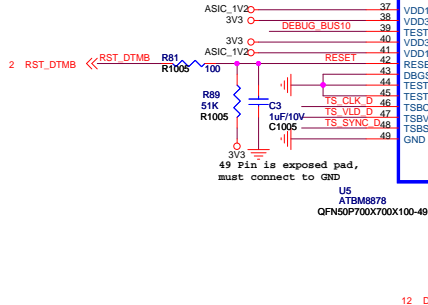 ASIC_1V2 37 VDD1
3V3 38 VDD3
DEBUG_BUS10 39 TEST
3V3 40 VDD3
ASIC_1V2 41 VDD1
2 RST_DTMB RST_DTMB R81 RESET 42 RESE
R1005 100 43 DBGS
44 TEST
45 TEST
R89 TS_CLK_D 46 TSBC
51K C3 TS_VLD_D 47 TSBV
R1005 1uF/10V TS_SYNC_D 48 TSBS
C1005 49 GND
3V3
49 Pin is exposed pad,
must connect to GND
U5
ATBM8878
QFN50P700X700X100-49
12